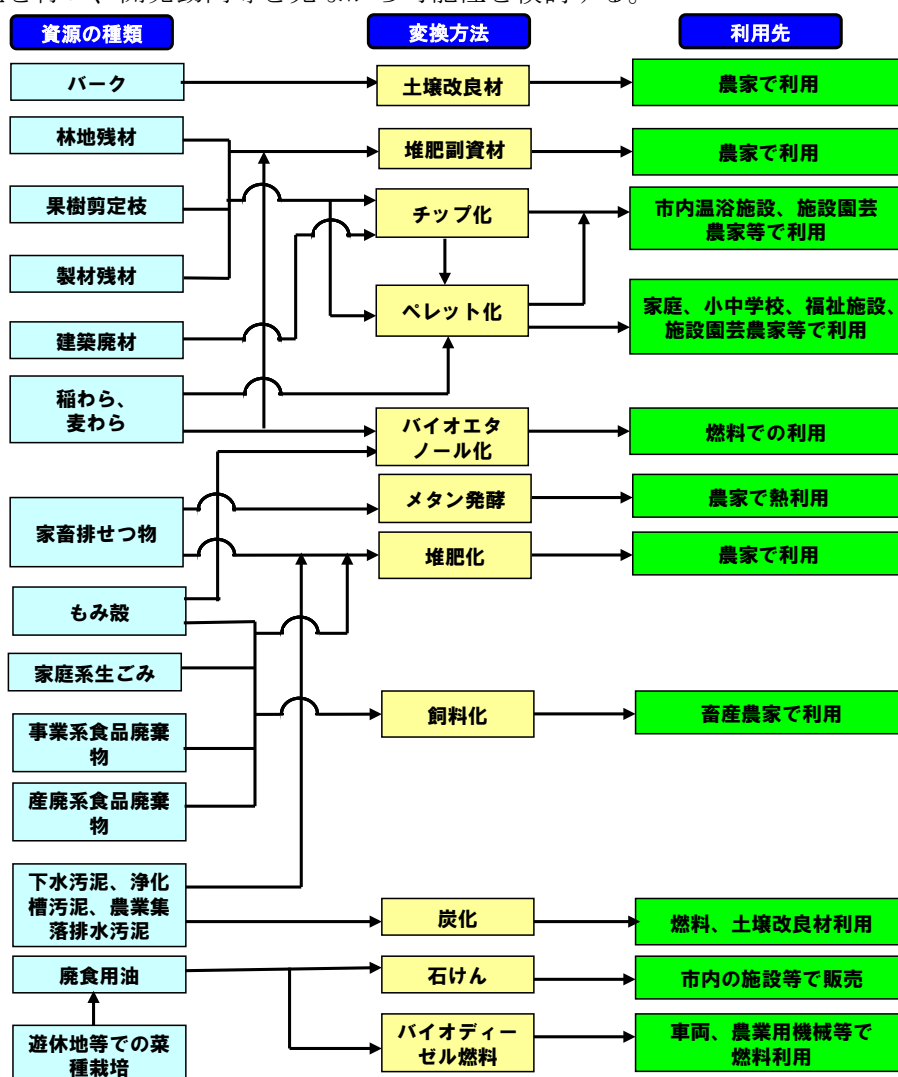 資源の種類
変換方法
利用先
バーク
土壌改良材
農家で利用
林地残材
堆肥副資材
農家で利用
果樹剪定枝
チップ化
市内温浴施設、施設園芸
農家等で利用
製材残材
ペレット化
家庭、小中学校、福祉施設、
施設園芸農家等で利用
建築廃材
稲わら、
麦わら
バイオエタ
ノール化
燃料での利用
家畜排せつ物
メタン発酵
農家で熱利用
堆肥化
農家で利用
もみ殻
家庭系生ごみ
事業系食品廃棄
物
飼料化
畜産農家で利用
産廃系食品廃棄
物
下水汚泥、浄化
槽汚泥、農業集
落排水汚泥
炭化
燃料、土壌改良材利用
廃食用油
石けん
市内の施設等で販売
遊休地等での菜
種栽培
バイオディー
ゼル燃料
車両、農業用機械等で
燃料利用